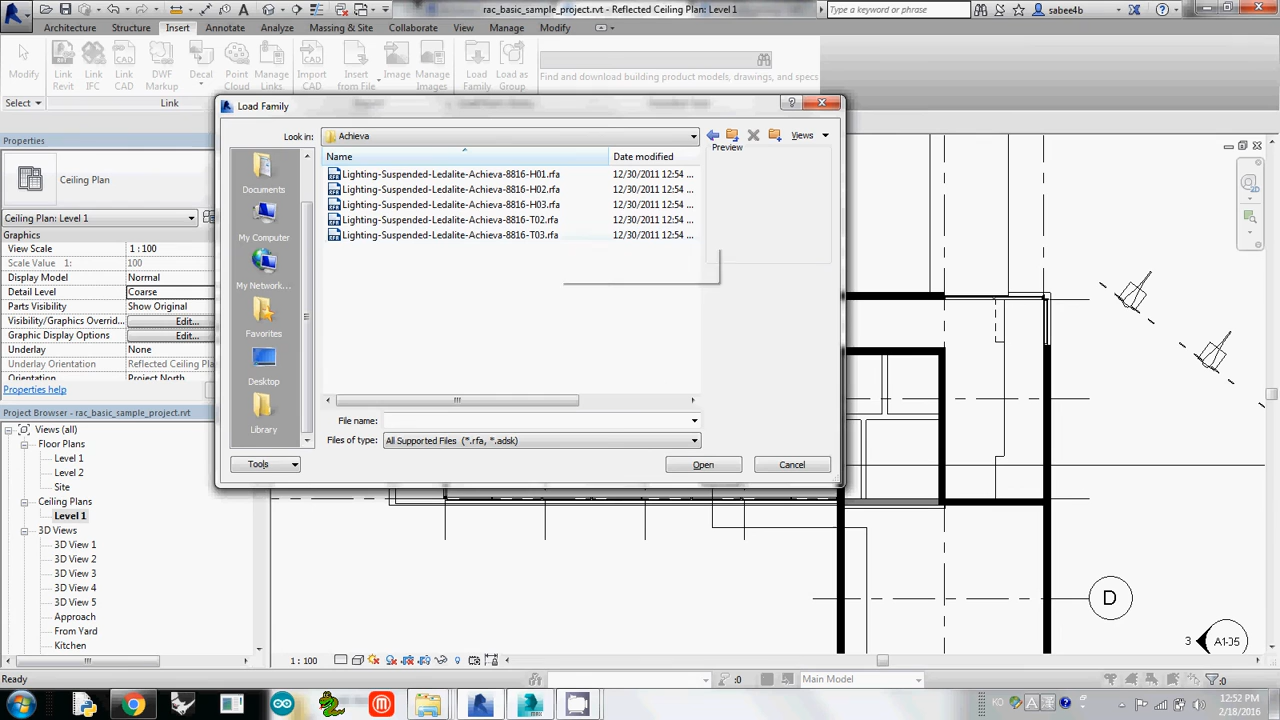 rac_basic_sample_project.rvt - Reflected Ceiling Plan: Level 1
Type a keyword or phrase
sabee4b
Architecture
Structure
Insert
Annotate
Analyze
Massing & Site
Collaborate
View
Manage
Modify
Modify
Link Revit
Link IFC
Link CAD
DWF Markup
Decal
Point Cloud
Manage Links
Import CAD
Insert from File
Image
Manage Images
Load Family
Load as Group
Find and download building product models, drawings, and specs
Select
Link
Properties
Ceiling Plan
Ceiling Plan: Level 1
Graphics
View Scale 1 : 100
Scale Value 1: 100
Display Model Normal
Detail Level Coarse
Parts Visibility Show Original
Visibility/Graphics Overrid... Edit...
Graphic Display Options Edit...
Underlay None
Underlay Orientation Reflected Ceiling Plan
Orientation Project North
Properties help
Project Browser - rac_basic_sample_project.rvt
Views (all)
Floor Plans
Level 1
Level 2
Site
Ceiling Plans
Level 1
3D Views
3D View 1
3D View 2
3D View 3
3D View 4
3D View 5
Approach
From Yard
Kitchen
Load Family
Look in: Achieva
Views
Name Date modified
Preview
Lighting-Suspended-Ledalite-Achieva-8816-H01.rfa 12/30/2011 12:54 ...
Lighting-Suspended-Ledalite-Achieva-8816-H02.rfa 12/30/2011 12:54 ...
Lighting-Suspended-Ledalite-Achieva-8816-H03.rfa 12/30/2011 12:54 ...
Lighting-Suspended-Ledalite-Achieva-8816-T02.rfa 12/30/2011 12:54 ...
Lighting-Suspended-Ledalite-Achieva-8816-T03.rfa 12/30/2011 12:54 ...
Documents
My Computer
My Network...
Favorites
Desktop
Library
File name:
Files of type: All Supported Files (*.rfa, *.adsk)
Tools
Open
Cancel
D
3
A1-J5
1 : 100
Ready
:0
Main Model
:0
KO
A
12:52 PM
2/18/2016